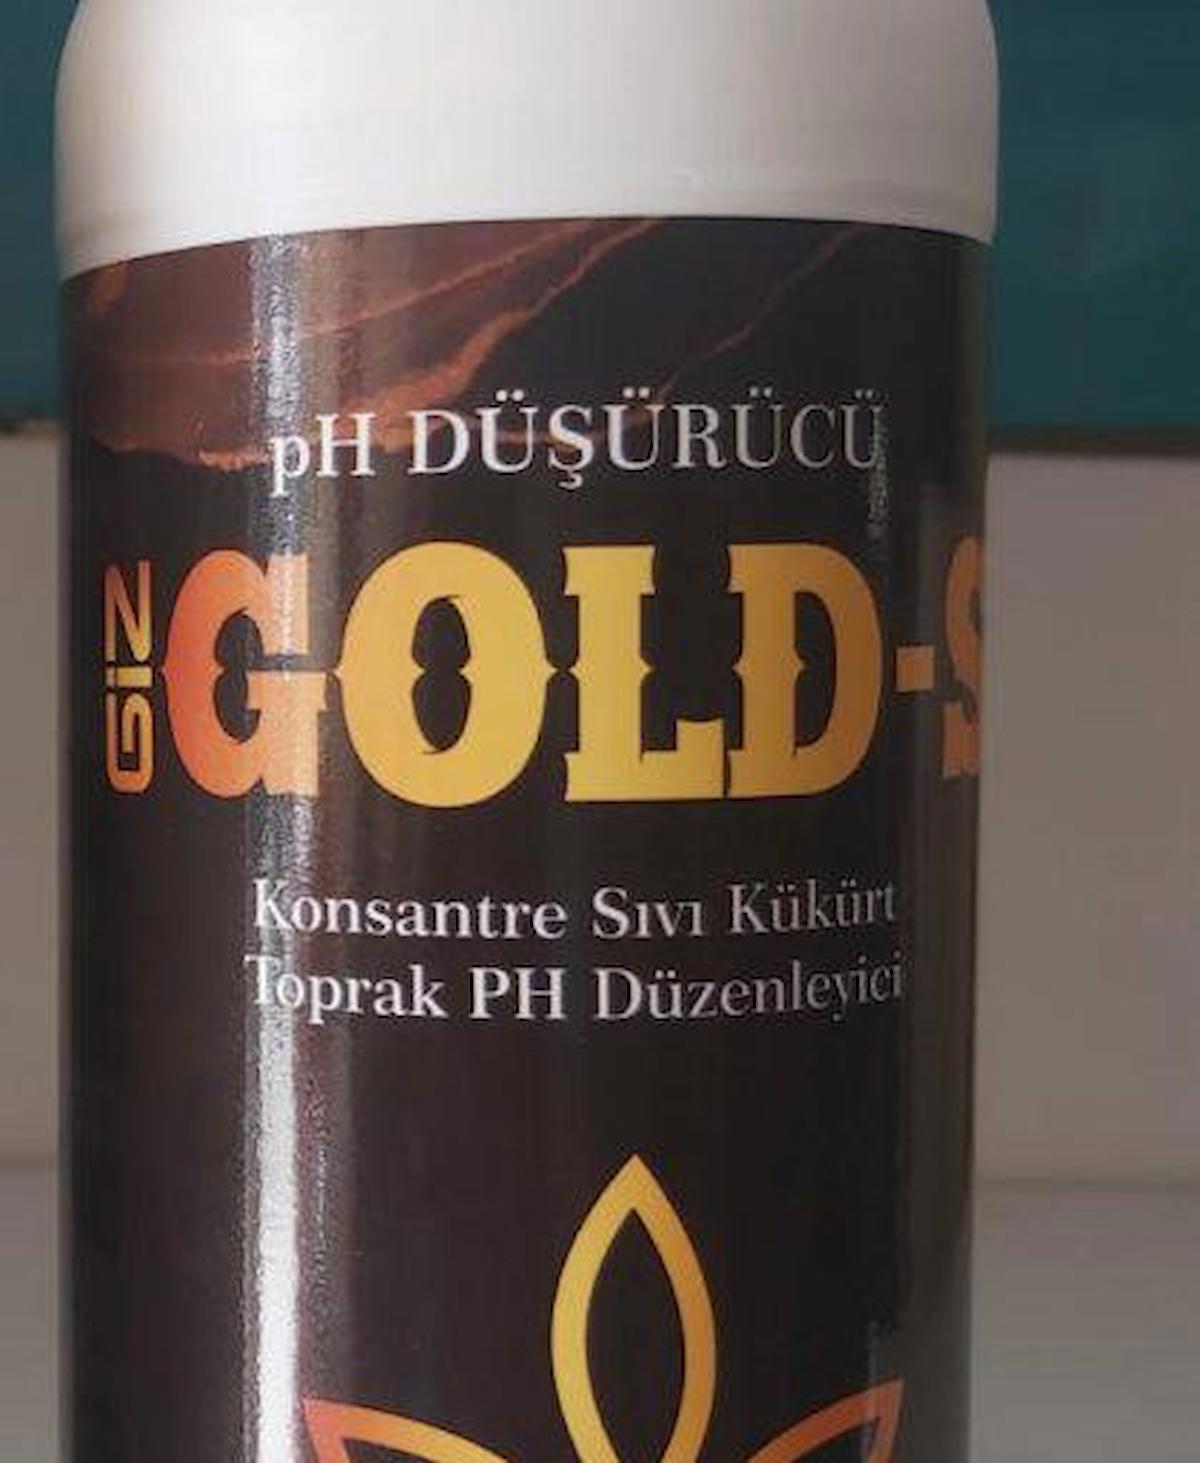 pH DÜŞÜRÜCÜ
GİZ GOLD-S
Konsantre Sıvı Kükürt
Toprak PH Düzenleyici